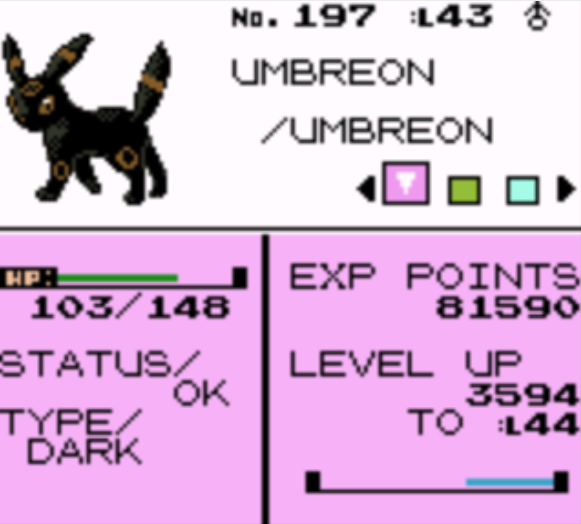 No. 197 :L43 ♂
UMBREON
/UMBREON
HP:
103/148
STATUS/
OK
TYPE/
DARK
EXP POINTS
81590
LEVEL UP
3594
TO :L44